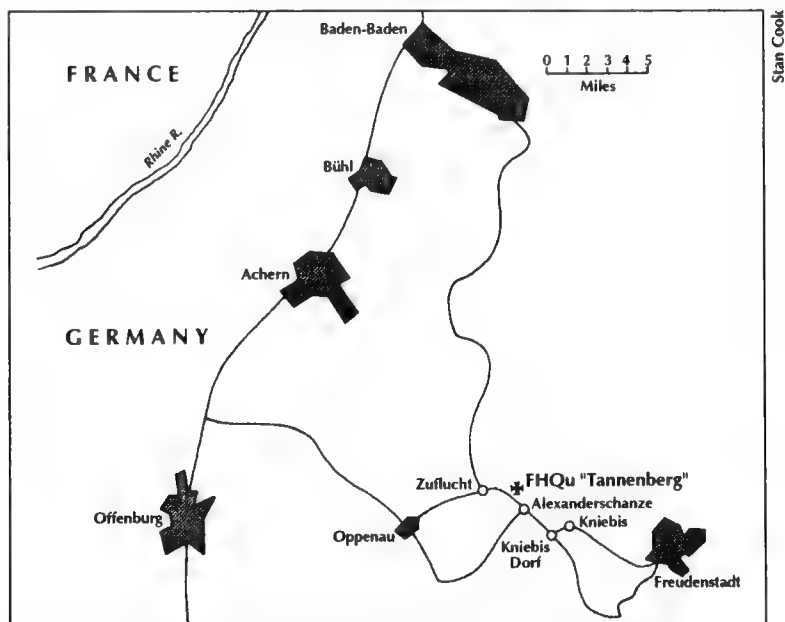 Stan Cook
Baden-Baden
FRANCE
0 1 2 3 4 5
Miles
Rhine R.
Bühl
Achern
GERMANY
Zuflucht
FHQu "Tannenberg"
Alexanderschanze
Offenburg
Kniebis
Oppenau
Kniebis
Dorf
Freudenstadt